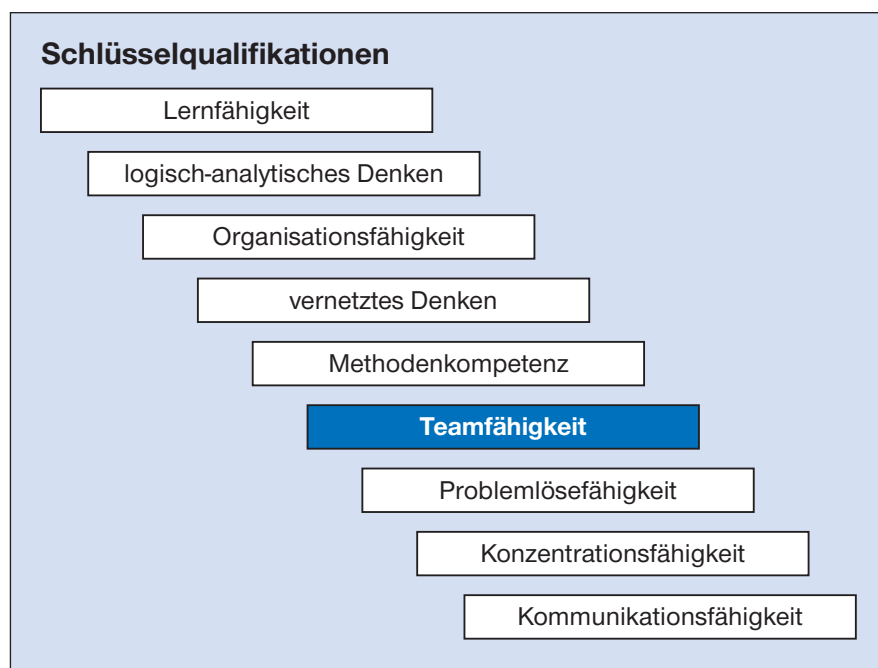 Schlüsselqualifikationen
Lernfähigkeit
logisch-analytisches Denken
Organisationsfähigkeit
vernetztes Denken
Methodenkompetenz
Teamfähigkeit
Problemlösefähigkeit
Konzentrationsfähigkeit
Kommunikationsfähigkeit